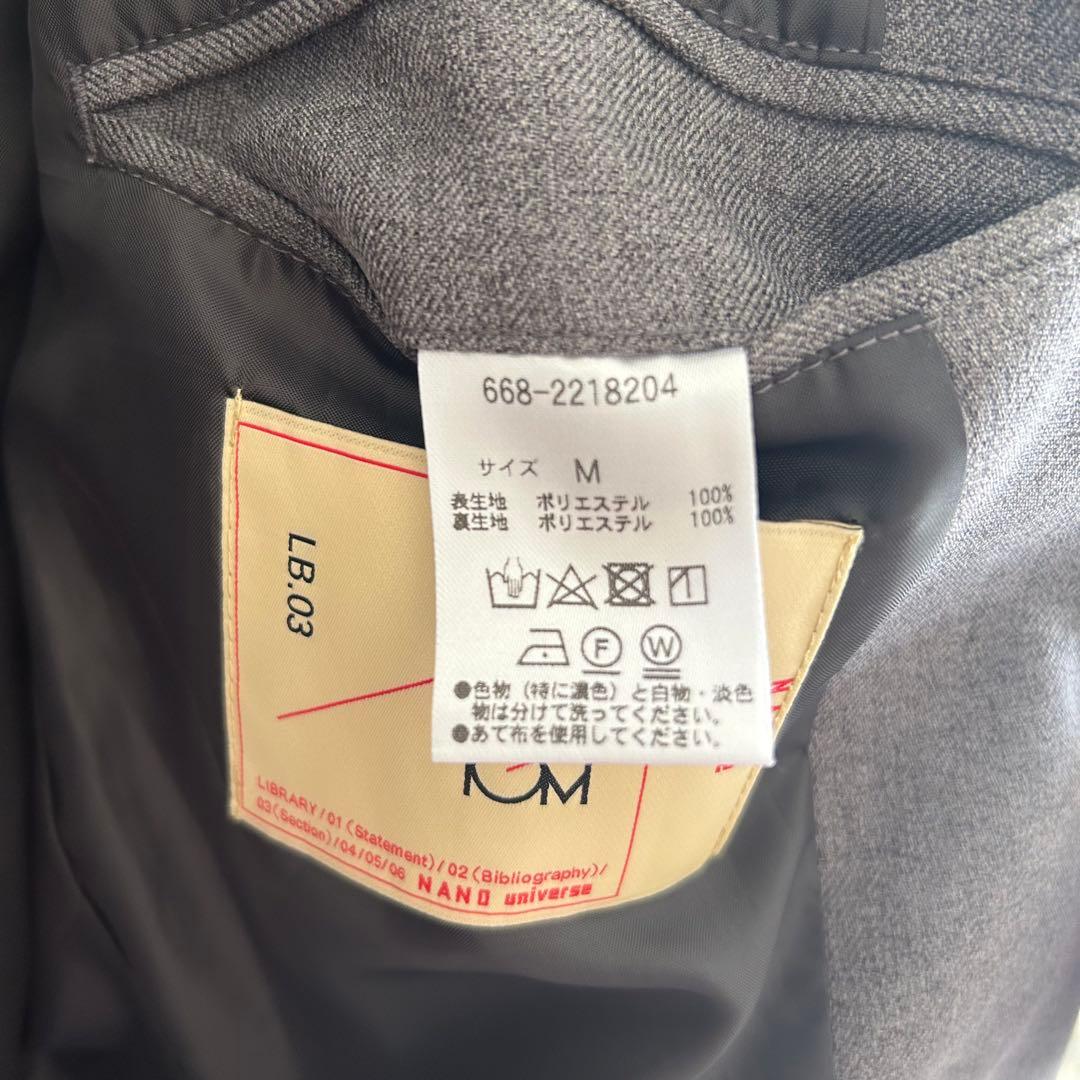 668-2218204
サイズ M
表生地 ポリエステル 100%
裏生地 ポリエステル 100%
F W
●色物（特に濃色）と白物・淡色
物は分けて洗ってください。
●あて布を使用してください。
LB.03
LIBRARY/01(Statement)/02(Bibliography)/
03(Section)/04/05/06 NANO universe